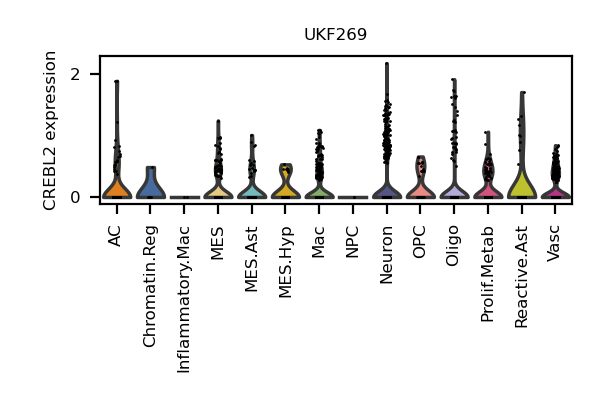 UKF269
CREBL2 expression
2
0
AC
Chromatin.Reg
Inflammatory.Mac
MES
MES.Ast
MES.Hyp
Mac
NPC
Neuron
OPC
Oligo
Prolif.Metab
Reactive.Ast
Vasc